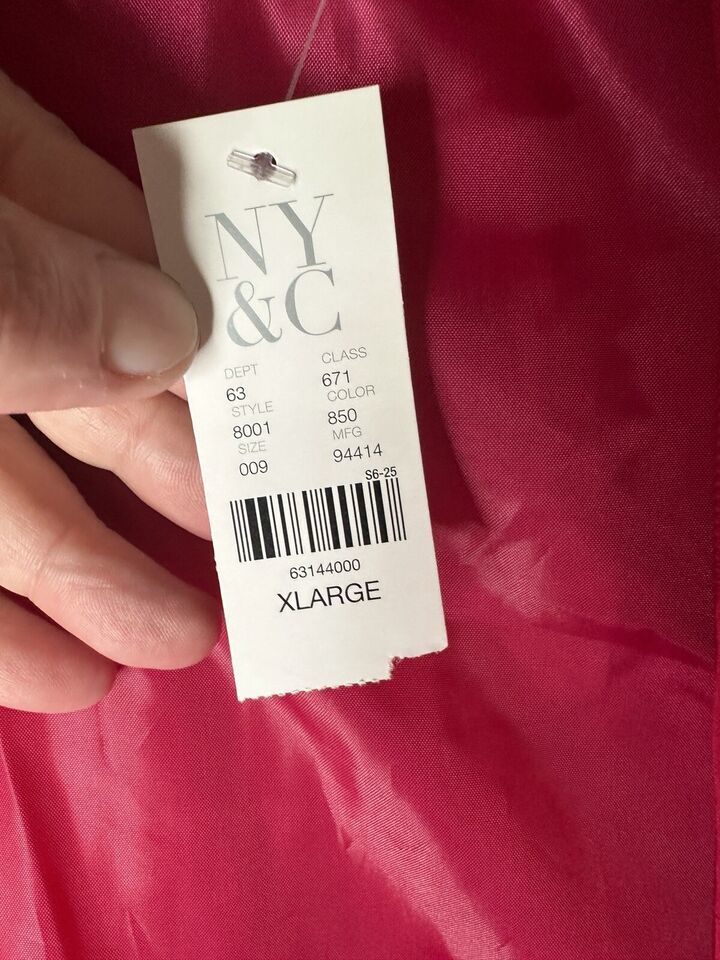 NY
&C
DEPT CLASS
63 671
STYLE COLOR
8001 850
SIZE MFG
009 94414
S6-25
63144000
XLARGE